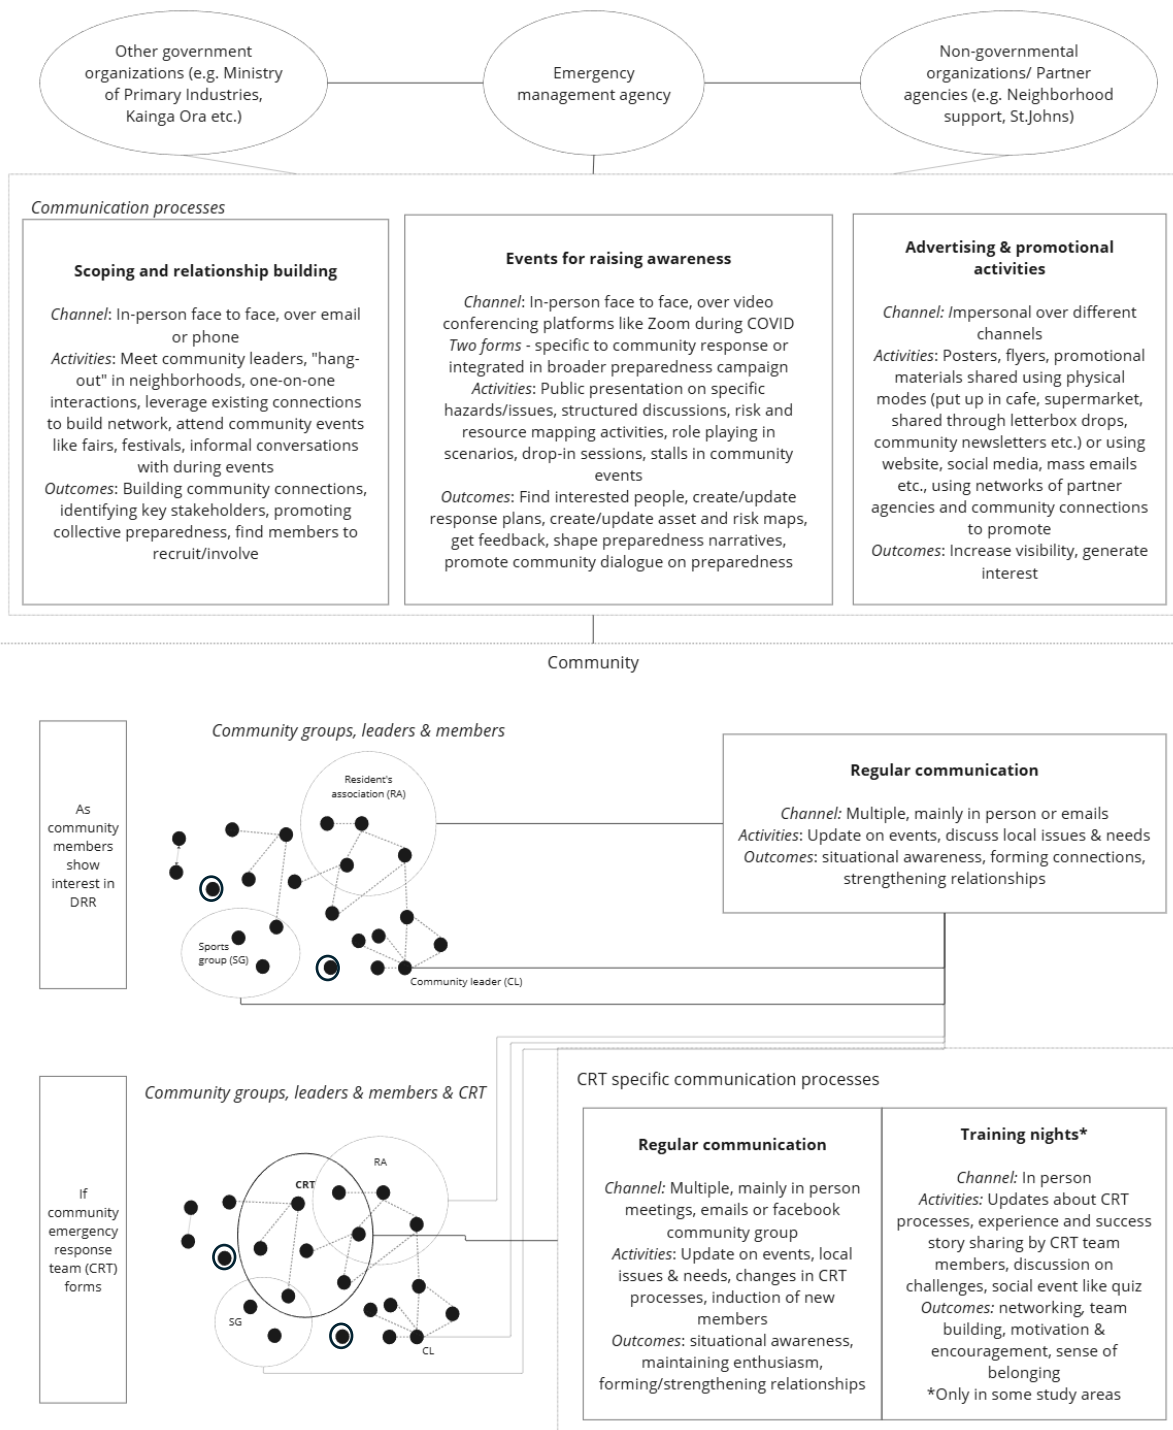 Other government
organizations (e.g. Ministry
of Primary Industries,
Kainga Ora etc.)
Emergency
management agency
Non-governmental
organizations/ Partner
agencies (e.g. Neighborhood
support, St.Johns)
Communication processes
Scoping and relationship building
Channel: In-person face to face, over email
or phone
Activities: Meet community leaders, "hang-
out" in neighborhoods, one-on-one
interactions, leverage existing connections
to build network, attend community events
like fairs, festivals, informal conversations
with during events
Outcomes: Building community connections,
identifying key stakeholders, promoting
collective preparedness, find members to
recruit/involve
Events for raising awareness
Channel: In-person face to face, over video
conferencing platforms like Zoom during COVID
Two forms - specific to community response or
integrated in broader preparedness campaign
Activities: Public presentation on specific
hazards/issues, structured discussions, risk and
resource mapping activities, role playing in
scenarios, drop-in sessions, stalls in community
events
Outcomes: Find interested people, create/update
response plans, create/update asset and risk maps,
get feedback, shape preparedness narratives,
promote community dialogue on preparedness
Advertising & promotional
activities
Channel: Impersonal over different
channels
Activities: Posters, flyers, promotional
materials shared using physical
modes (put up in cafe, supermarket,
shared through letterbox drops,
community newsletters etc.) or using
website, social media, mass emails
etc., using networks of partner
agencies and community connections
to promote
Outcomes: Increase visibility, generate
interest
Community
As
community
members
show
interest in
DRR
Community groups, leaders & members
Resident's
association (RA)
Sports
group (SG)
Community leader (CL)
Regular communication
Channel: Multiple, mainly in person or emails
Activities: Update on events, discuss local issues & needs
Outcomes: situational awareness, forming connections,
strengthening relationships
If
community
emergency
response
team (CRT)
forms
Community groups, leaders & members & CRT
RA
CRT
SG
CL
CRT specific communication processes
Regular communication
Channel: Multiple, mainly in person
meetings, emails or facebook
community group
Activities: Update on events, local
issues & needs, changes in CRT
processes, induction of new
members
Outcomes: situational awareness,
maintaining enthusiasm,
forming/strengthening relationships
Training nights*
Channel: In person
Activities: Updates about CRT
processes, experience and success
story sharing by CRT team
members, discussion on
challenges, social event like quiz
Outcomes: networking, team
building, motivation &
encouragement, sense of
belonging
*Only in some study areas